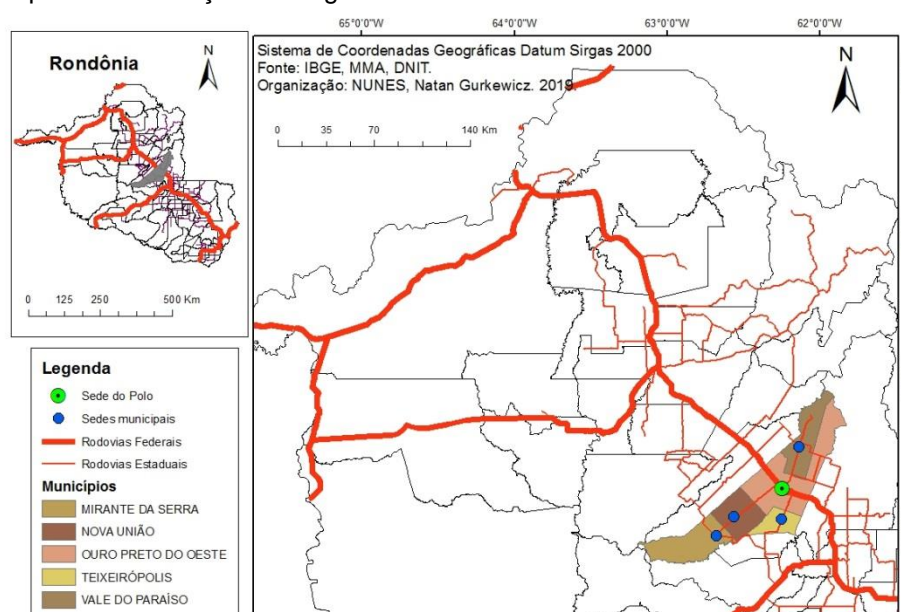 65°0'0"W 64°0'0"W 63°0'0"W 62°0'0"W
Rondônia
N
0 125 250 500 Km
Sistema de Coordenadas Geográficas Datum Sirgas 2000
Fonte: IBGE, MMA, DNIT.
Organização: NUNES, Natan Gurkewicz. 2019.
N
0 35 70 140 Km
Legenda
Sede do Polo
Sedes municipais
Rodovias Federais
Rodovias Estaduais
Municípios
MIRANTE DA SERRA
NOVA UNIÃO
OURO PRETO DO OESTE
TEIXEIRÓPOLIS
VALE DO PARAÍSO